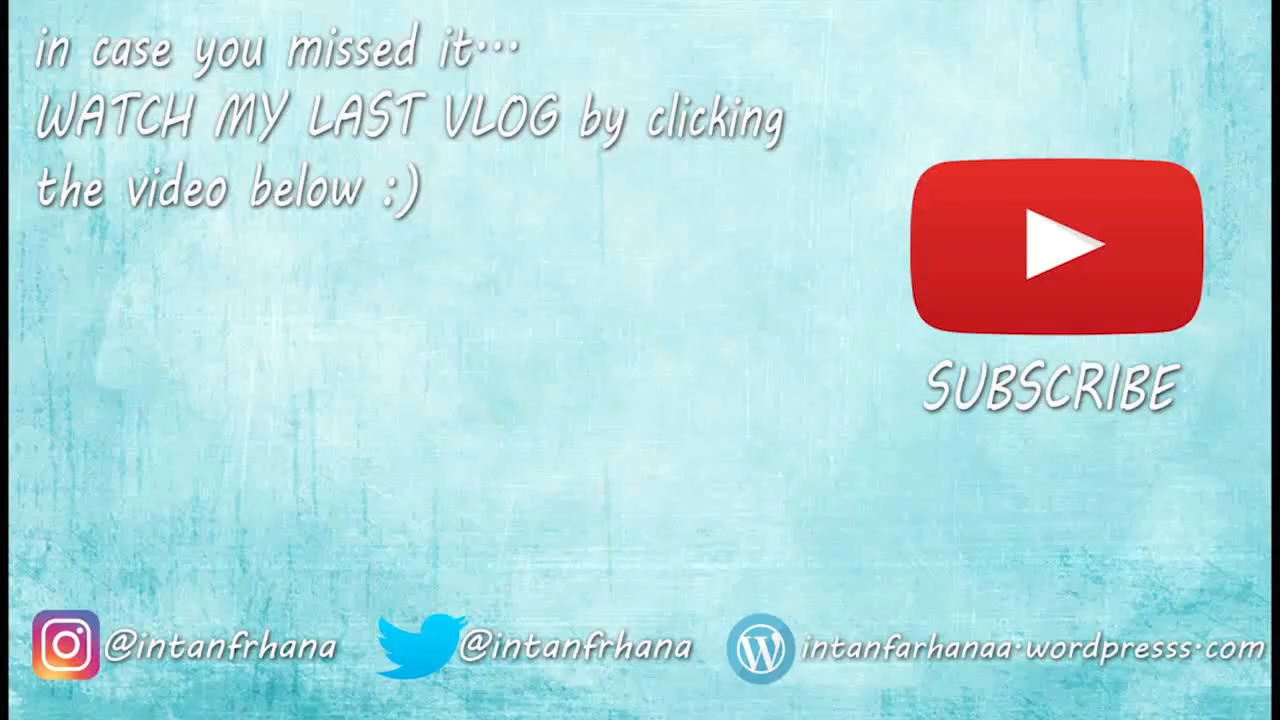 in case you missed it...
WATCH MY LAST VLOG by clicking
the video below :)
SUBSCRIBE
@intanfrhana
@intanfrhana
intanfarhanaa.wordpresss.com